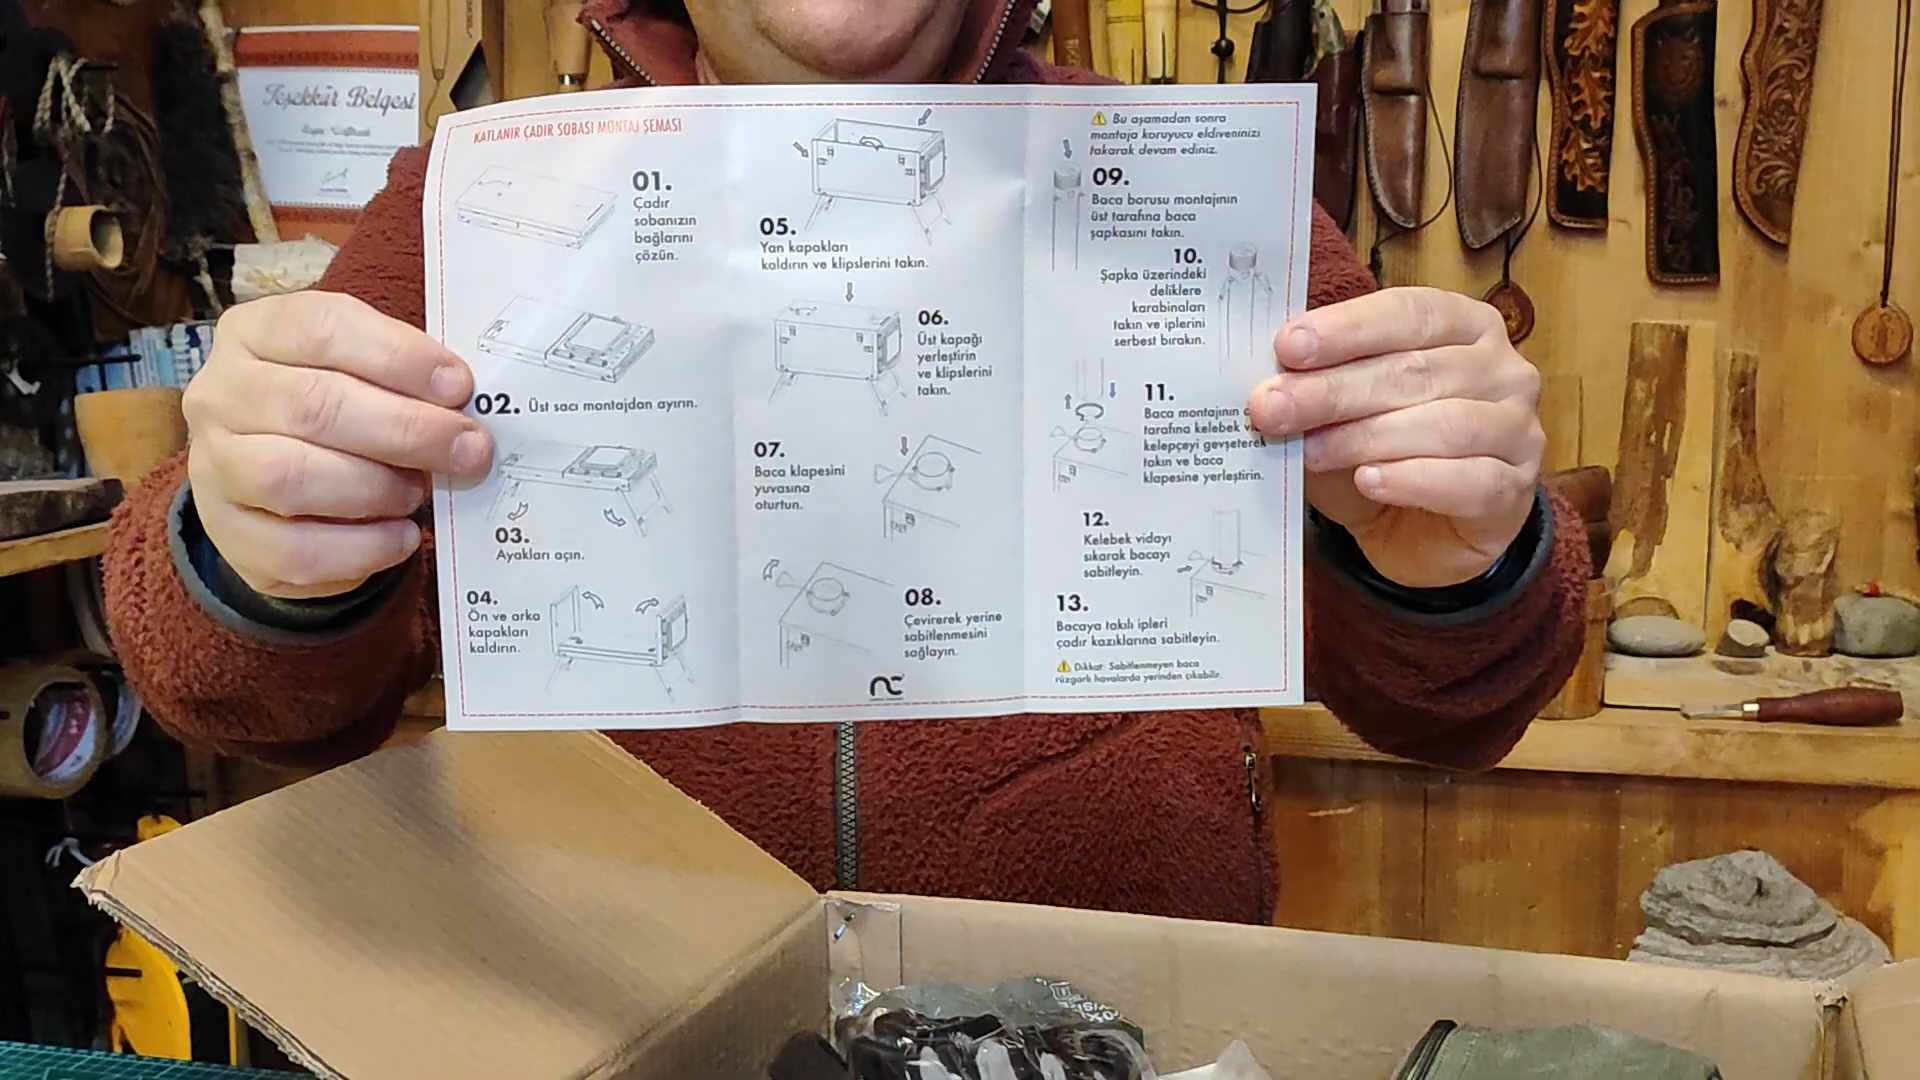 Teşekkür Belgesi
KATLANIR ÇADIR SOBASI MONTAJ ŞEMASI
01.
Çadır
sobanızın
bağlarını
çözün.
02. Üst sacı montajdan ayırın.
03.
Ayakları açın.
04.
Ön ve arka
kapakları
kaldırın.
05.
Yan kapakları
kaldırın ve klipslerini takın.
06.
Üst kapağı
yerleştirin
ve klipslerini
takın.
07.
Baca klapesini
yuvasına
oturtun.
08.
Çevirerek yerine
sabitlenmesini
sağlayın.
Bu aşamadan sonra
montaja koruyucu eldiveninizi
takarak devam ediniz.
09.
Baca borusu montajının
üst tarafına baca
şapkasını takın.
10.
Şapka üzerindeki
deliklere
karabinaları
takın ve iplerini
serbest bırakın.
11.
Baca montajının
tarafına kelebek
kelepçeyi gevşeterek
takın ve baca
klapesine yerleştirin.
12.
Kelebek vidayı
sıkarak bacayı
sabitleyin.
13.
Bacaya takılı ipleri
çadır kazıklarına sabitleyin.
Dikkat: Sabitlenmeyen baca
rüzgarlı havalarda yerinden çıkabilir.